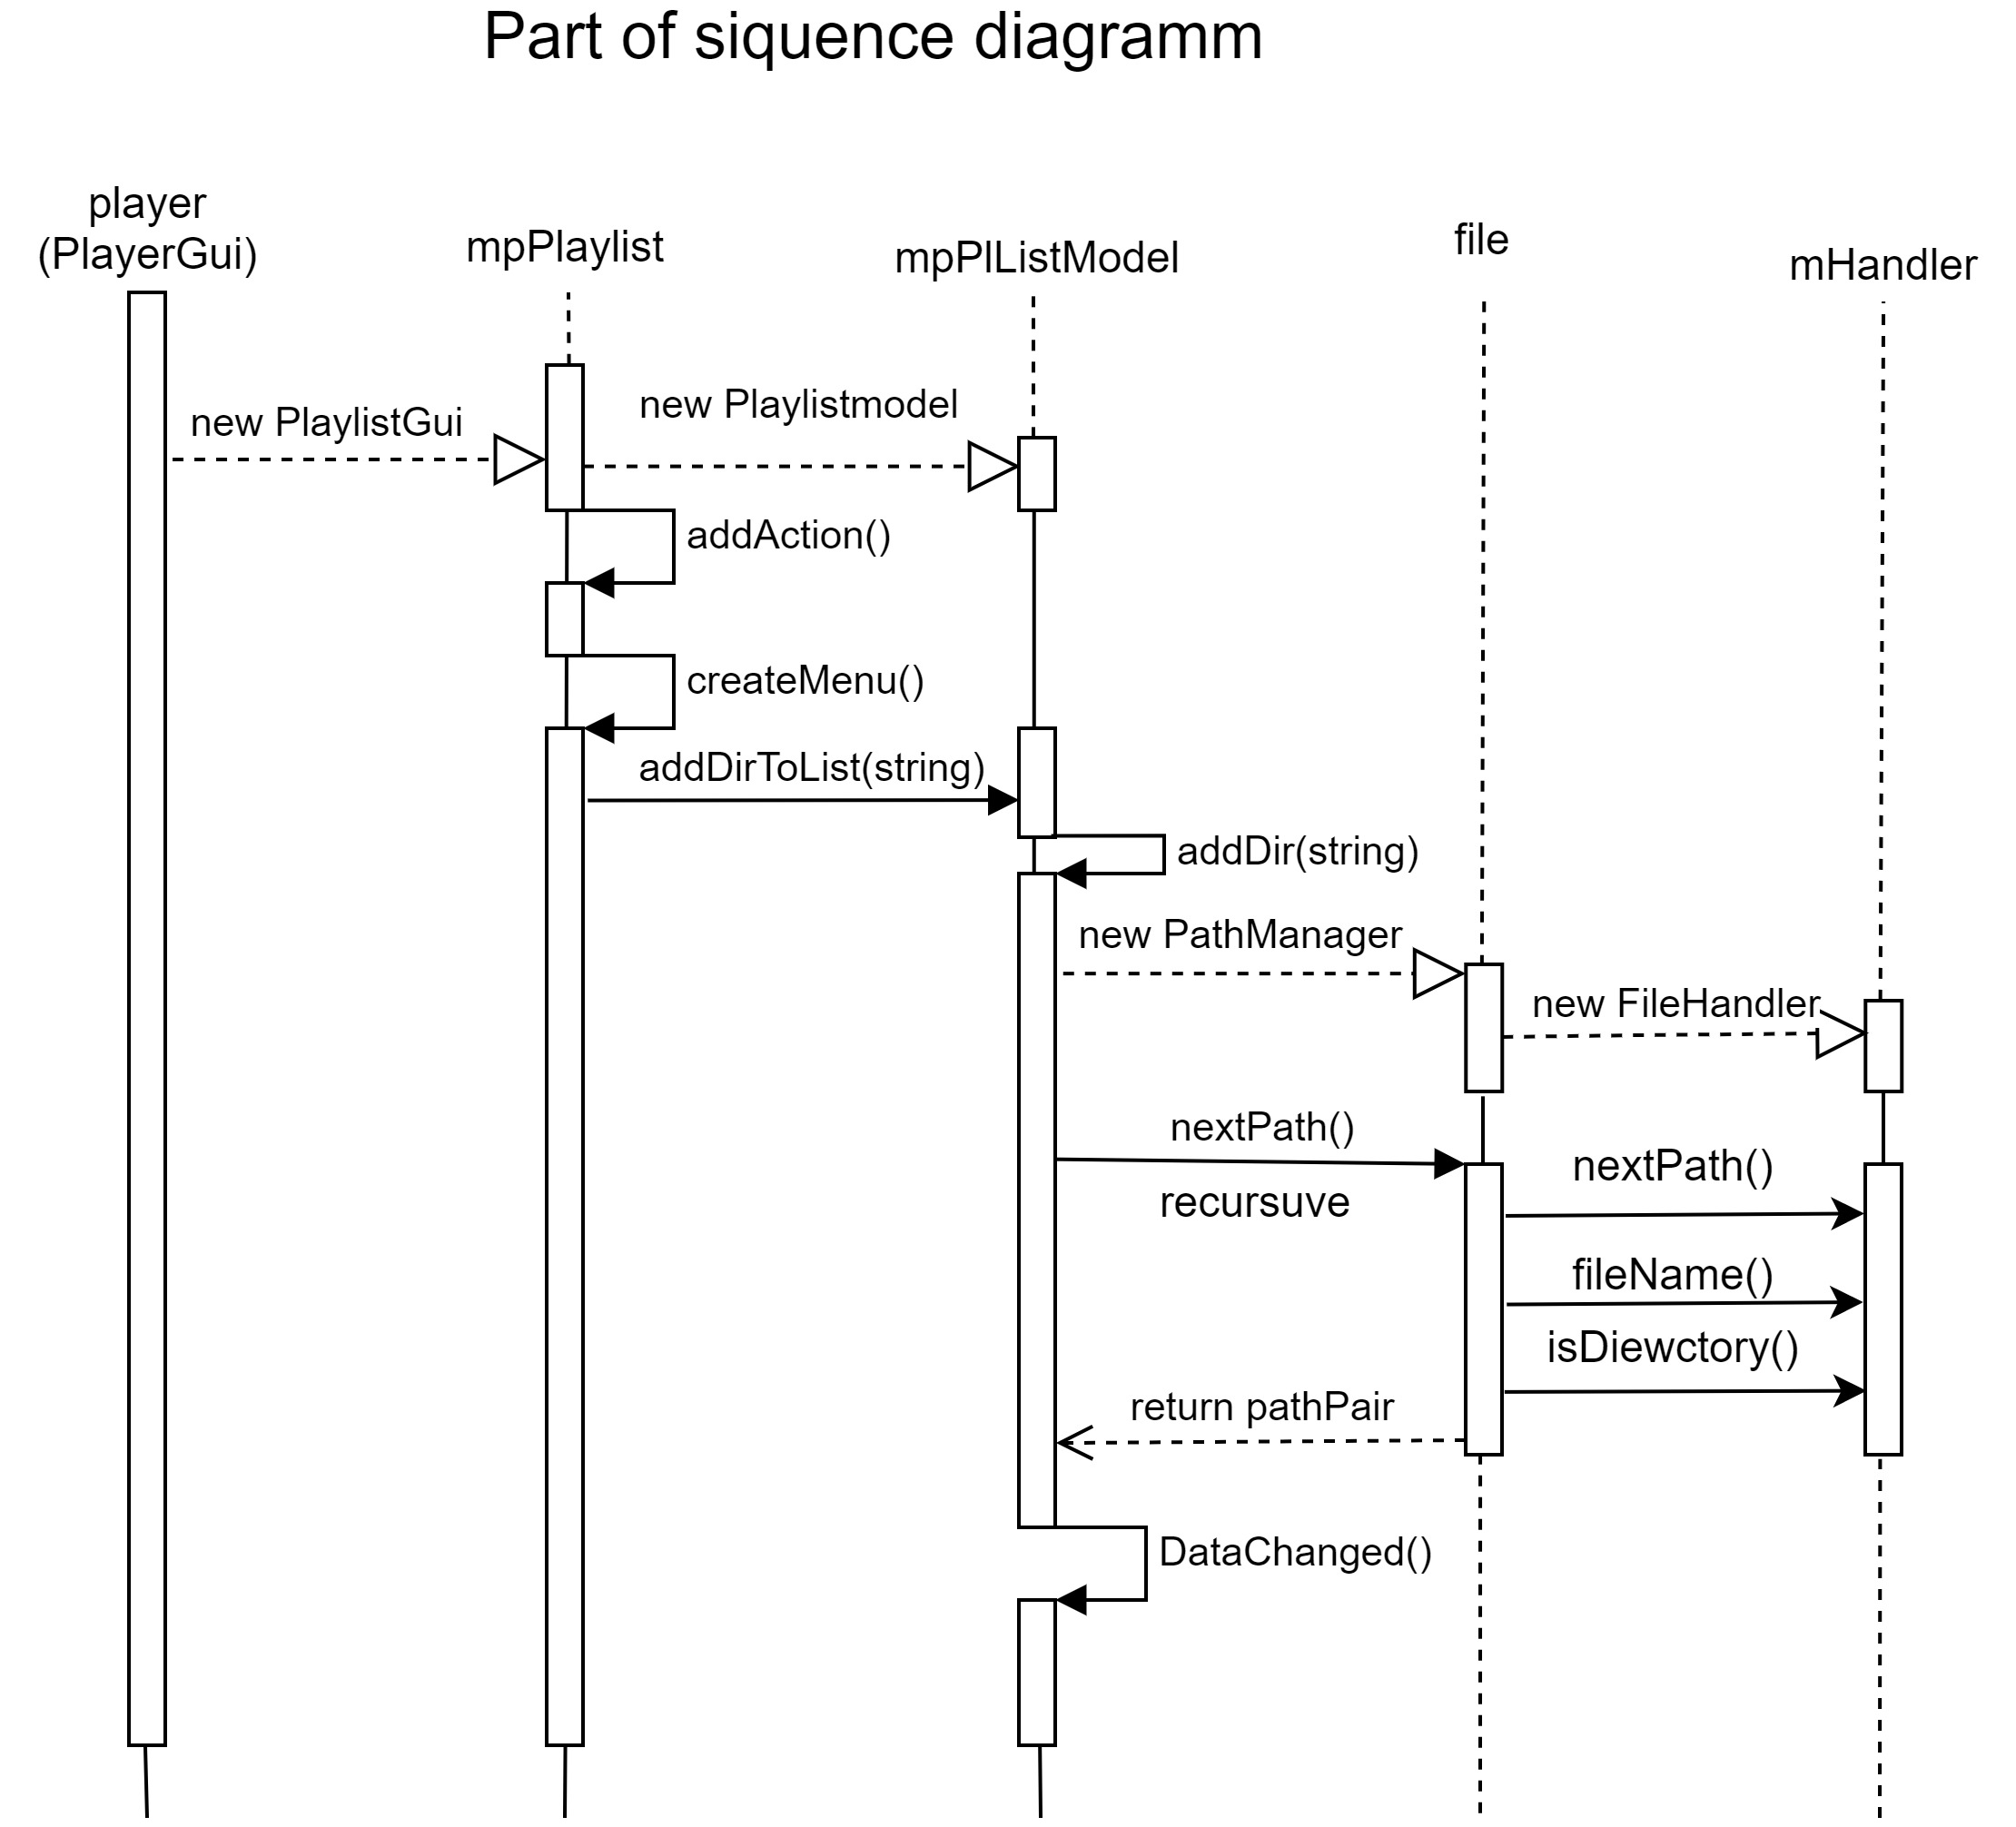 Part of siquence diagramm
player
(PlayerGui)
mpPlaylist
mpPlListModel
file
mHandler
new PlaylistGui
new Playlistmodel
addAction()
createMenu()
addDirToList(string)
addDir(string)
new PathManager
new FileHandler
nextPath()
recursuve
nextPath()
fileName()
isDiewctory()
return pathPair
DataChanged()